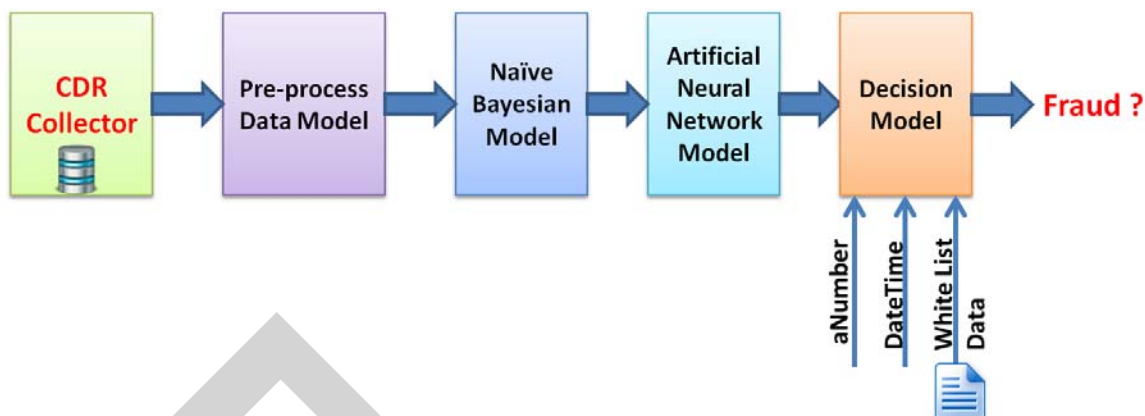 CDR
Collector
Pre-process
Data Model
Naïve
Bayesian
Model
Artificial
Neural
Network
Model
Decision
Model
Fraud ?
aNumber
DateTime
White List
Data